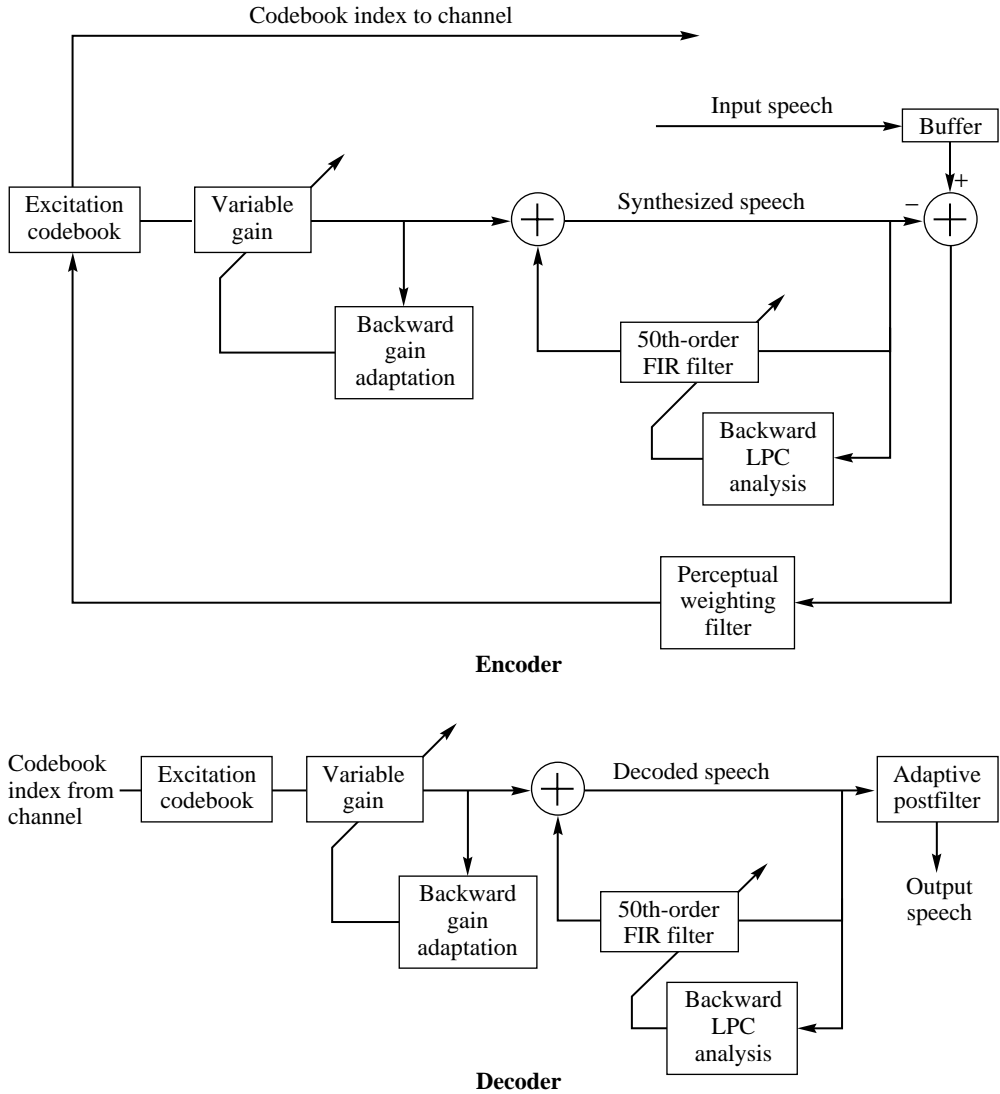 Codebook index to channel
Input speech
Buffer
+
Excitation
codebook
Variable
gain
Synthesized speech
−
Backward
gain
adaptation
50th-order
FIR filter
Backward
LPC
analysis
Perceptual
weighting
filter
Encoder
Codebook
index from
channel
Excitation
codebook
Variable
gain
Decoded speech
Adaptive
postfilter
Backward
gain
adaptation
50th-order
FIR filter
Output
speech
Backward
LPC
analysis
Decoder